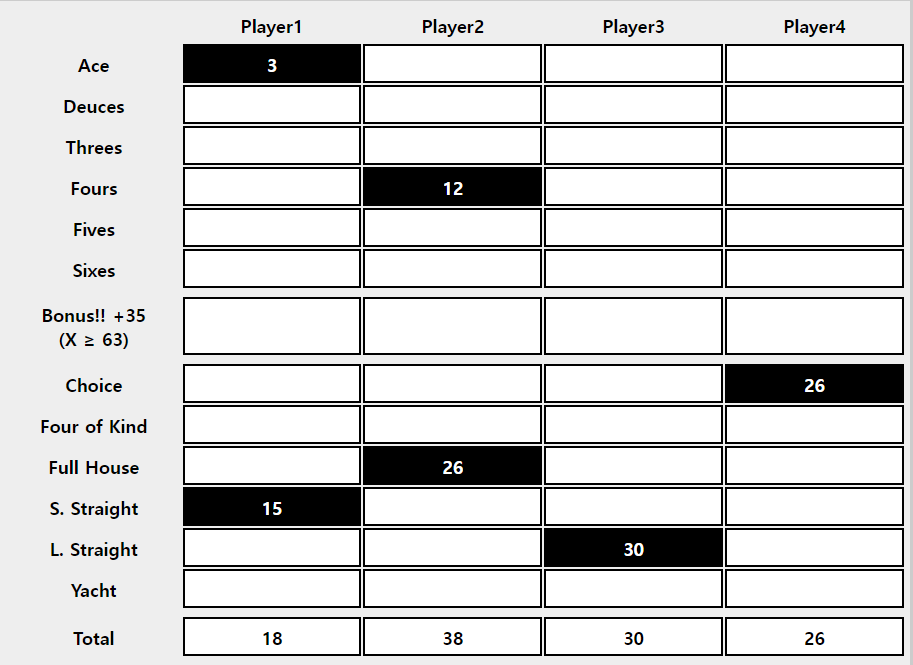 Player1 Player2 Player3 Player4
Ace 3
Deuces
Threes
Fours 12
Fives
Sixes
Bonus!! +35
(X ≥ 63)
Choice 26
Four of Kind
Full House 26
S. Straight 15
L. Straight 30
Yacht
Total 18 38 30 26